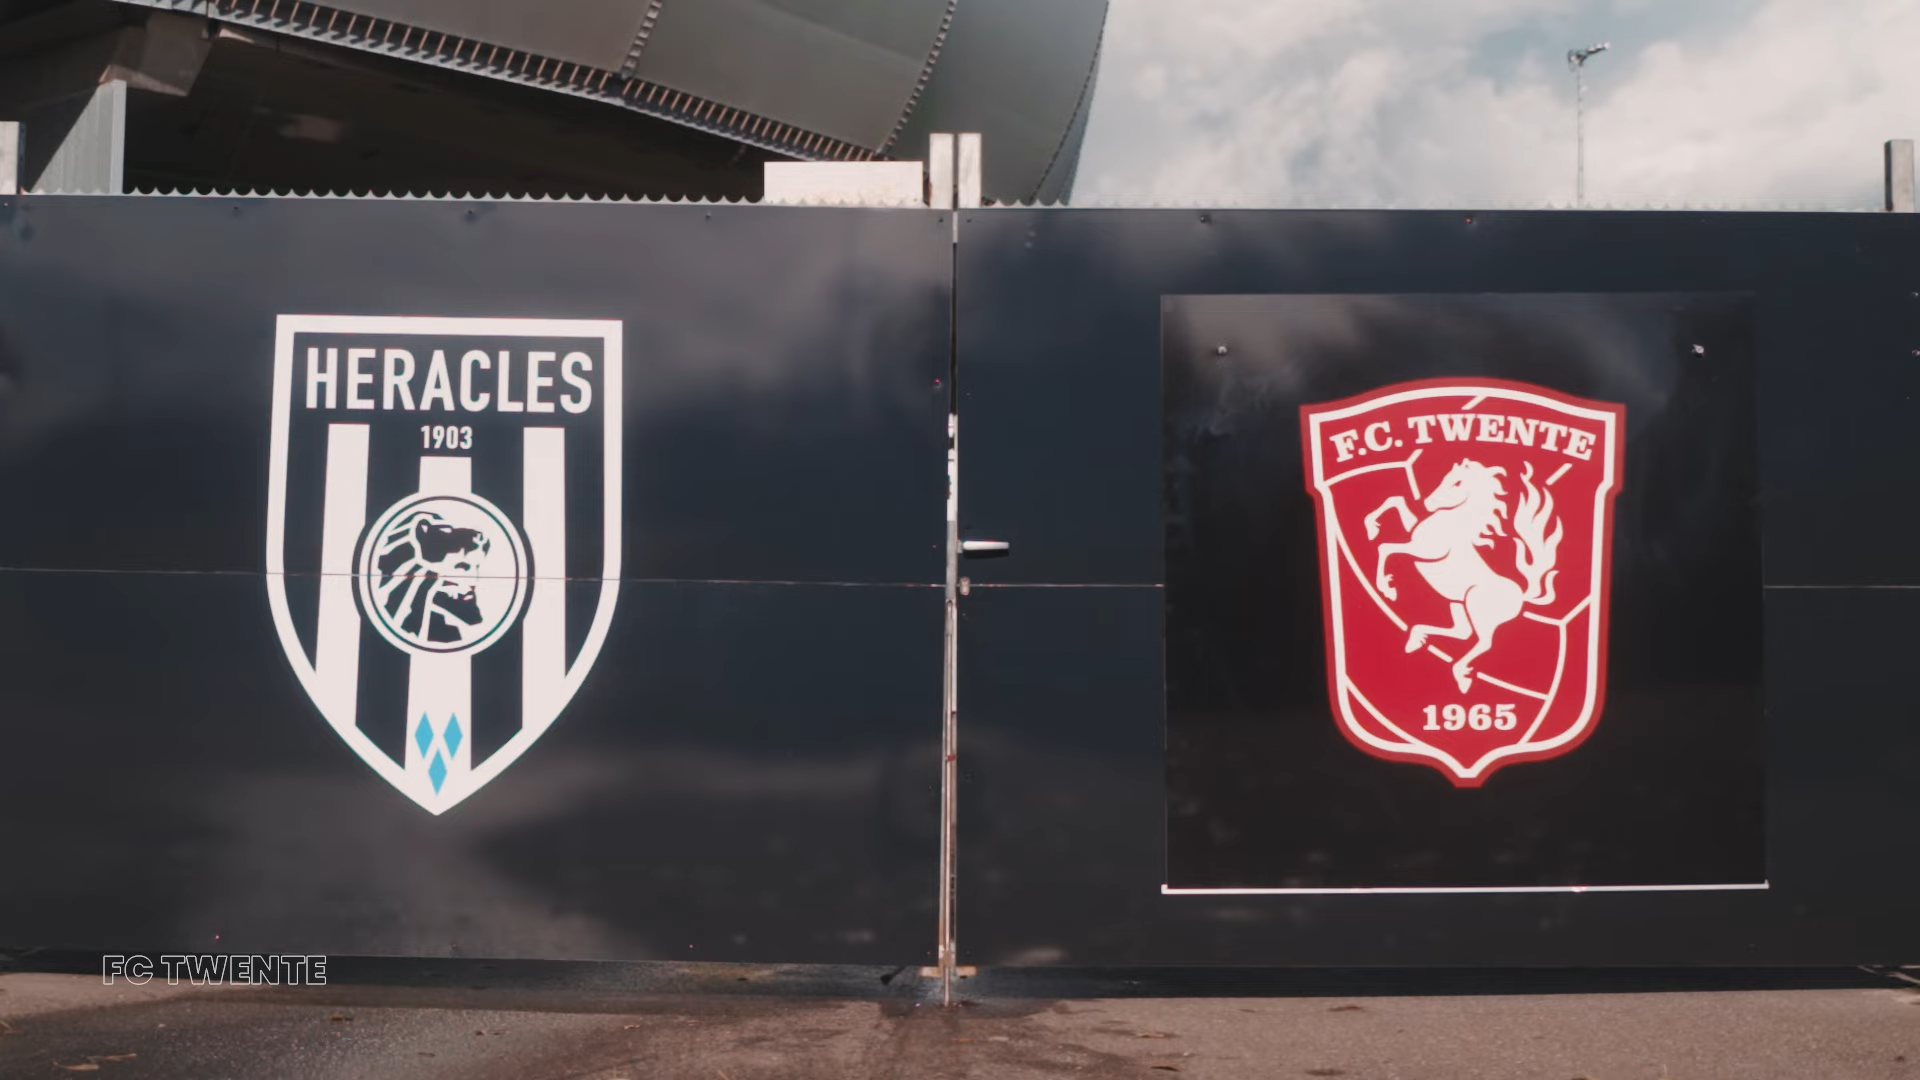 HERACLES
1903
F.C. TWENTE
1965
FC TWENTE